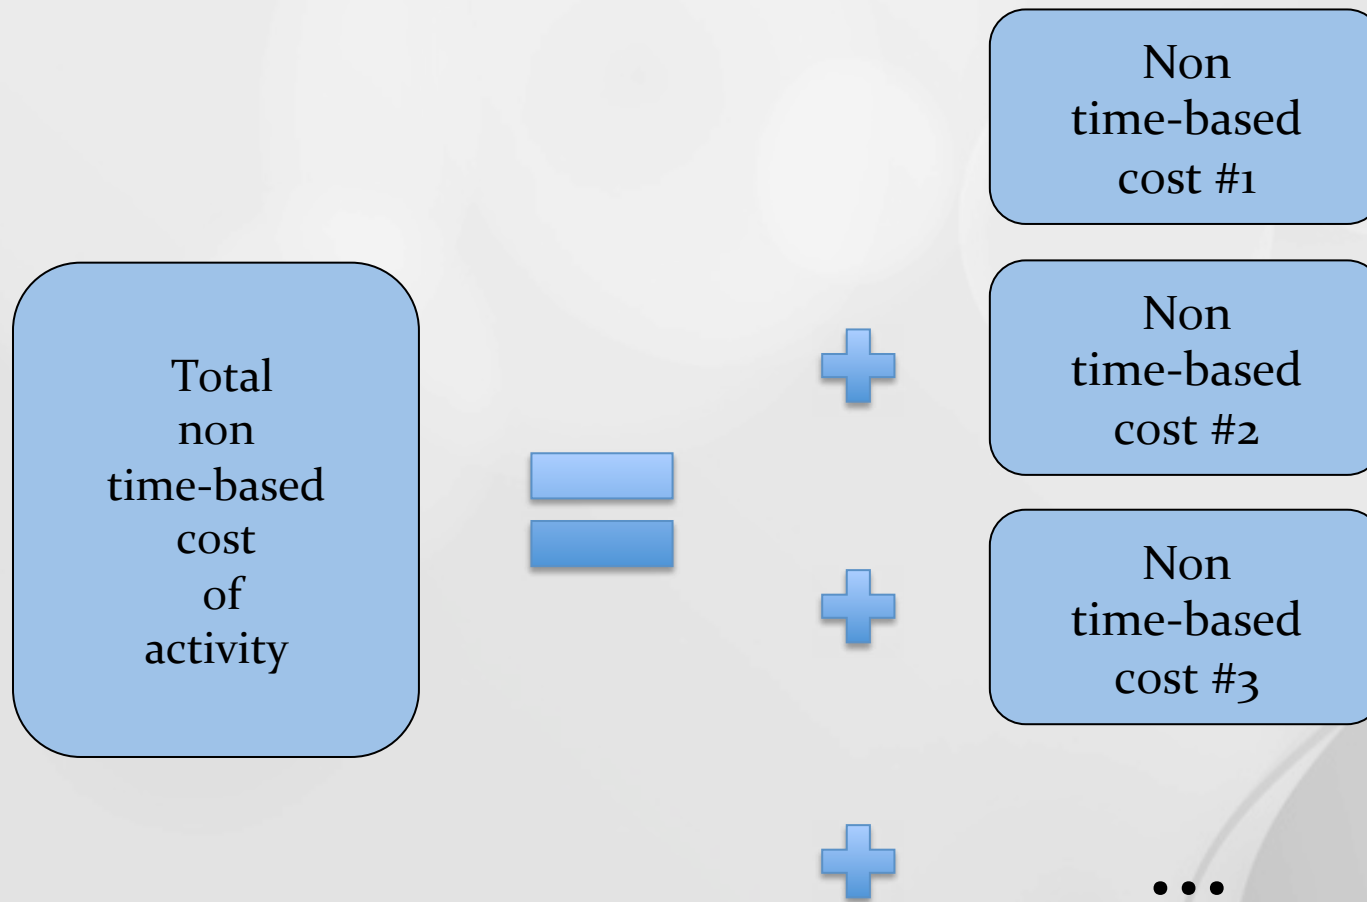 Total
non
time-based
cost
of
activity
Non
time-based
cost #1
Non
time-based
cost #2
Non
time-based
cost #3
...